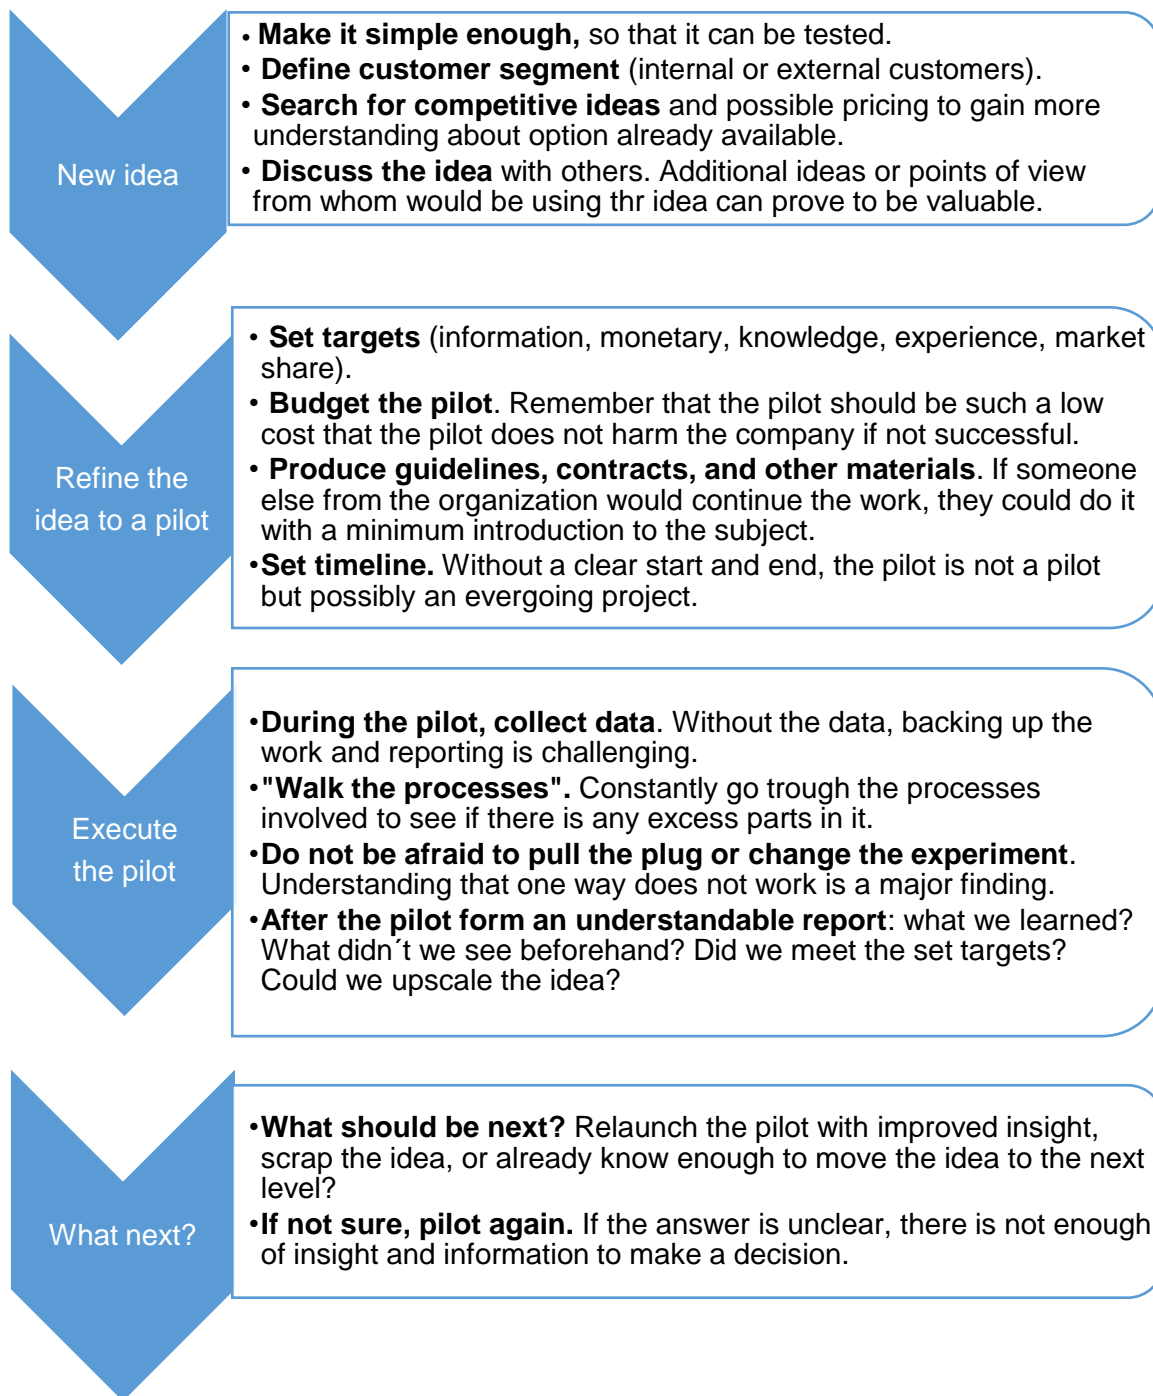 New idea
• Make it simple enough, so that it can be tested.
• Define customer segment (internal or external customers).
• Search for competitive ideas and possible pricing to gain more
understanding about option already available.
• Discuss the idea with others. Additional ideas or points of view
from whom would be using thr idea can prove to be valuable.
Refine the
idea to a pilot
• Set targets (information, monetary, knowledge, experience, market
share).
• Budget the pilot. Remember that the pilot should be such a low
cost that the pilot does not harm the company if not successful.
• Produce guidelines, contracts, and other materials. If someone
else from the organization would continue the work, they could do it
with a minimum introduction to the subject.
•Set timeline. Without a clear start and end, the pilot is not a pilot
but possibly an evergoing project.
Execute
the pilot
•During the pilot, collect data. Without the data, backing up the
work and reporting is challenging.
•"Walk the processes". Constantly go trough the processes
involved to see if there is any excess parts in it.
•Do not be afraid to pull the plug or change the experiment.
Understanding that one way does not work is a major finding.
•After the pilot form an understandable report: what we learned?
What didn´t we see beforehand? Did we meet the set targets?
Could we upscale the idea?
What next?
•What should be next? Relaunch the pilot with improved insight,
scrap the idea, or already know enough to move the idea to the next
level?
•If not sure, pilot again. If the answer is unclear, there is not enough
of insight and information to make a decision.